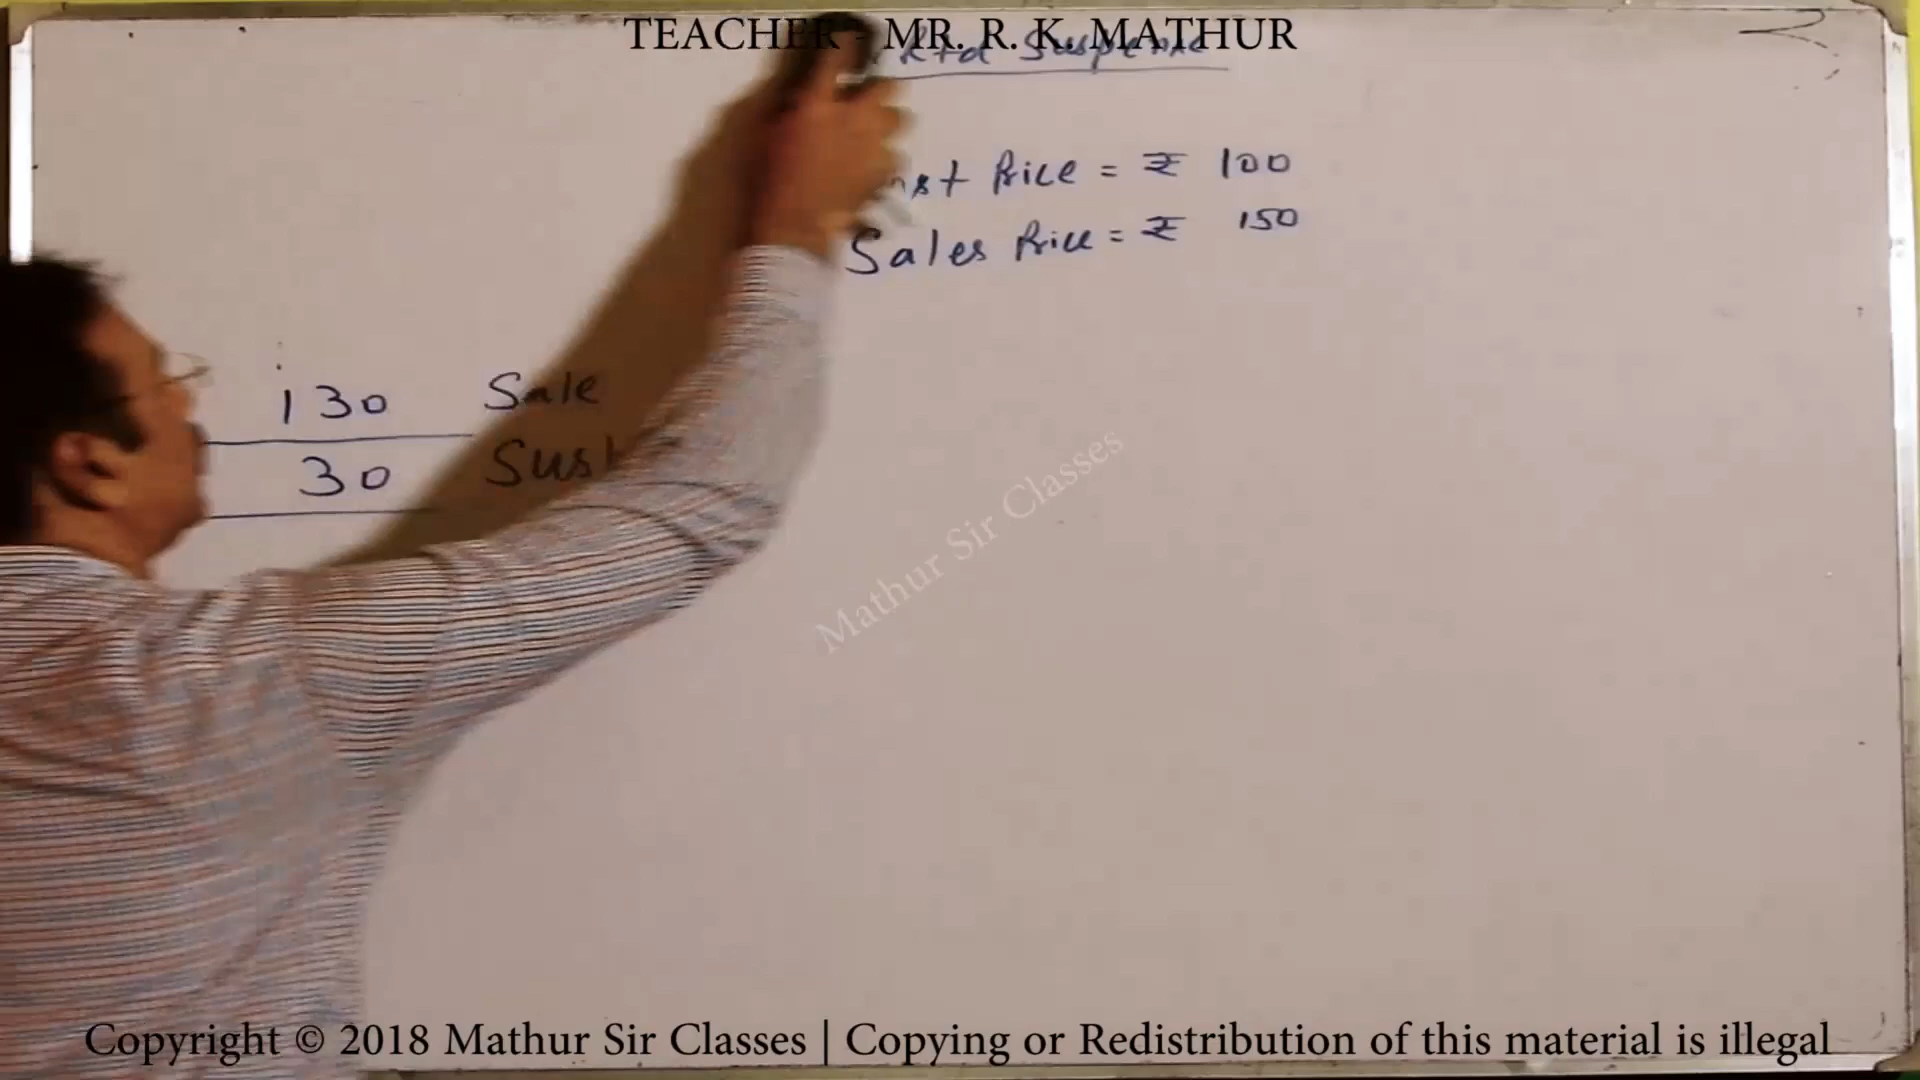 TEACHER - MR. R. K. MATHUR
Suspense
Price = ₹ 100
Sales Price = ₹ 150
130 Sale
30
Mathur Sir Classes
Copyright © 2018 Mathur Sir Classes | Copying or Redistribution of this material is illegal